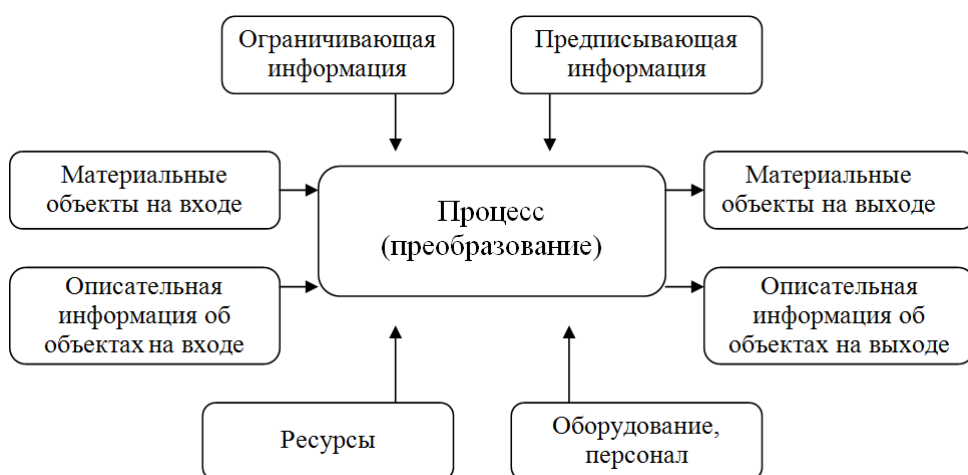 Ограничивающая
информация
Предписывающая
информация
Материальные
объекты на входе
Процесс
(преобразование)
Материальные
объекты на выходе
Описательная
информация об
объектах на входе
Описательная
информация об
объектах на выходе
Ресурсы
Оборудование,
персонал